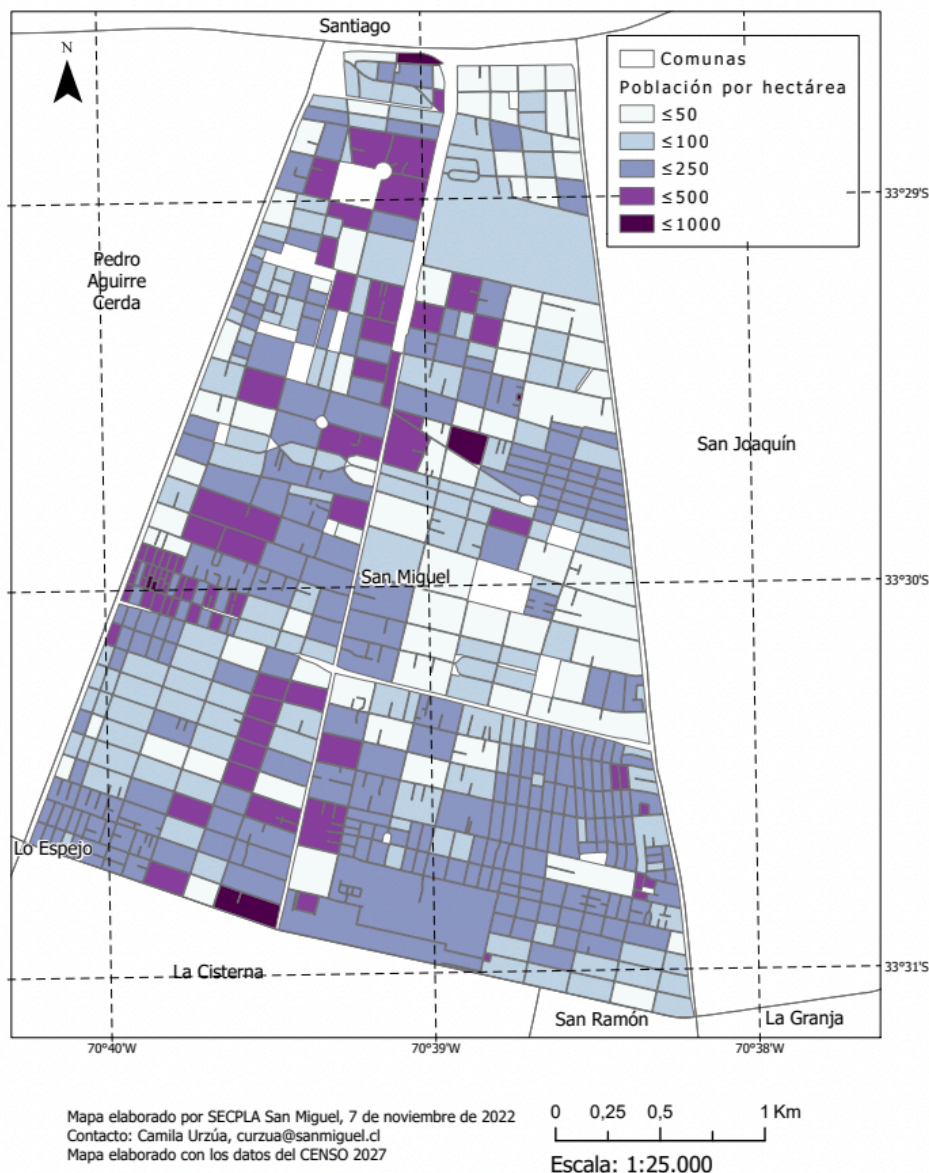 Santiago
N
Comunas
Población por hectárea
≤50
≤100
≤250
≤500
≤1000
33°29'S
Pedro
Aguirre
Cerda
San Joaquín
San Miguel
33°30'S
Lo Espejo
La Cisterna
33°31'S
San Ramón
La Granja
70°40'W
70°39'W
70°38'W
Mapa elaborado por SECPLA San Miguel, 7 de noviembre de 2022
Contacto: Camila Urzúa, curzua@sanmiguel.cl
Mapa elaborado con los datos del CENSO 2027
0 0,25 0,5 1 Km
Escala: 1:25.000